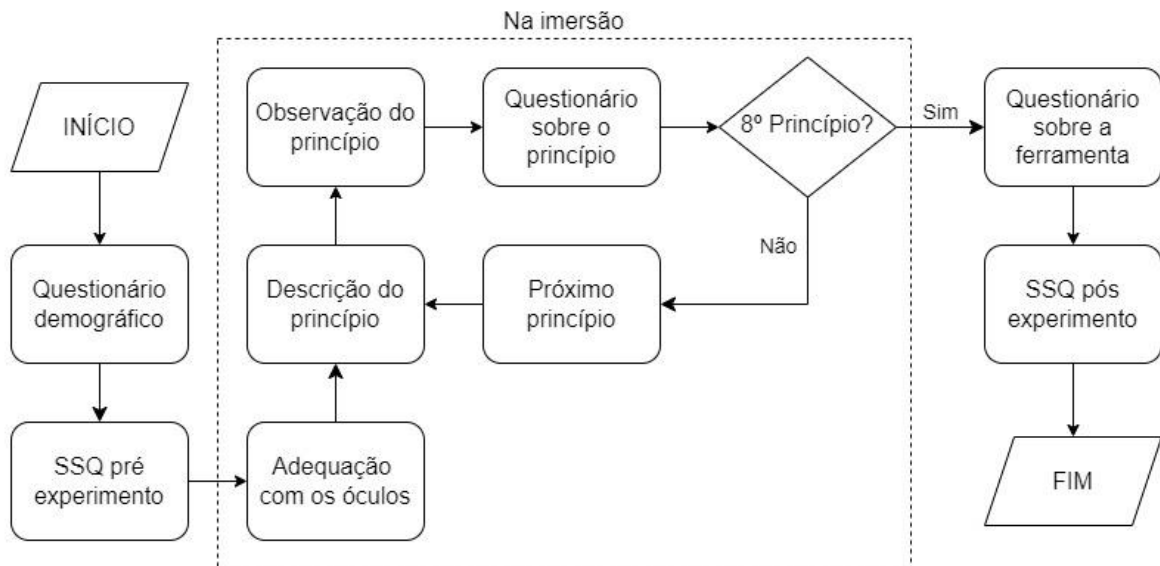 Na imersão
INÍCIO
Questionário
demográfico
SSQ pré
experimento
Adequação
com os óculos
Descrição do
princípio
Observação do
princípio
Questionário
sobre o
princípio
8º Princípio?
Não
Próximo
princípio
Sim
Questionário
sobre a
ferramenta
SSQ pós
experimento
FIM